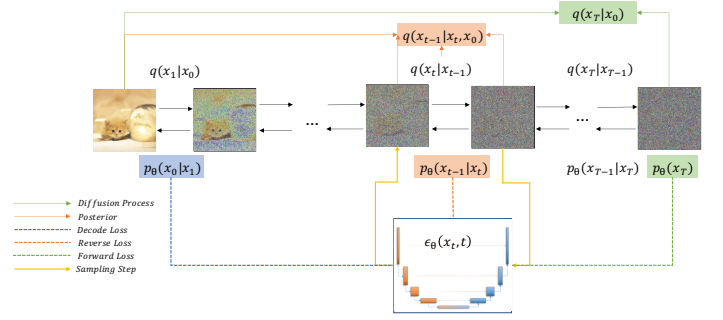 q(x_T|x_0)
q(x_{t-1}|x_t, x_0)
q(x_1|x_0)
q(x_t|x_{t-1})
q(x_T|x_{T-1})
...
...
p_θ(x_0|x_1)
p_θ(x_{t-1}|x_t)
p_θ(x_{T-1}|x_T)
p_θ(x_T)
Diffusion Process
Posterior
Decode Loss
Reverse Loss
Forward Loss
Sampling Step
ϵ_θ(x_t, t)